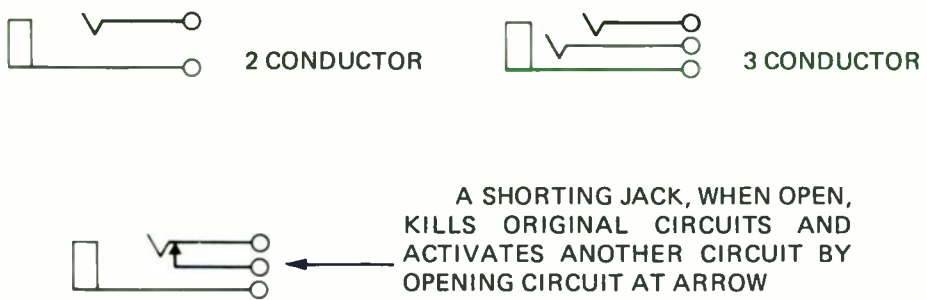 2 CONDUCTOR
3 CONDUCTOR
A SHORTING JACK, WHEN OPEN,
KILLS ORIGINAL CIRCUITS AND
ACTIVATES ANOTHER CIRCUIT BY
OPENING CIRCUIT AT ARROW